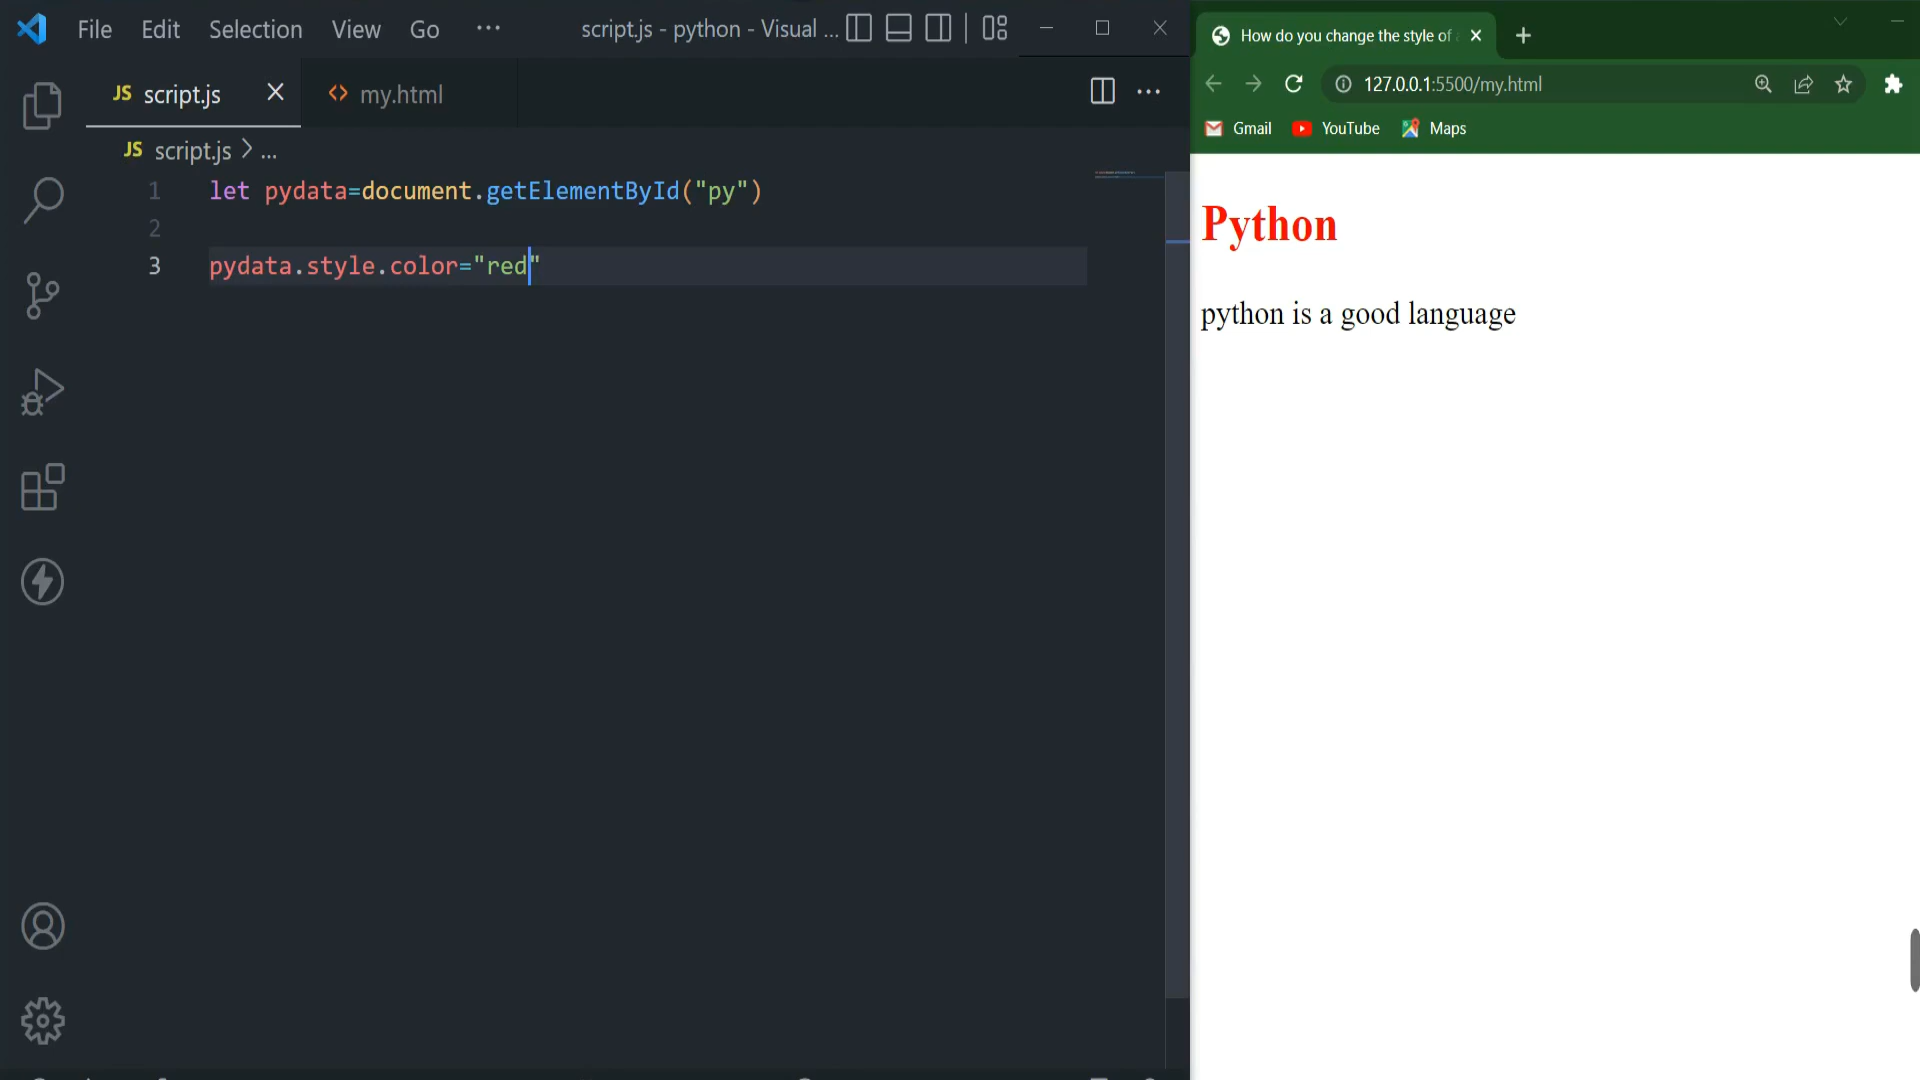 File Edit Selection View Go ... script.js - python - Visual ...
JS script.js my.html
JS script.js > ...
1 let pydata=document.getElementById("py")
2
3 pydata.style.color="red"
How do you change the style of
127.0.0.1:5500/my.html
Gmail YouTube Maps
Python
python is a good language